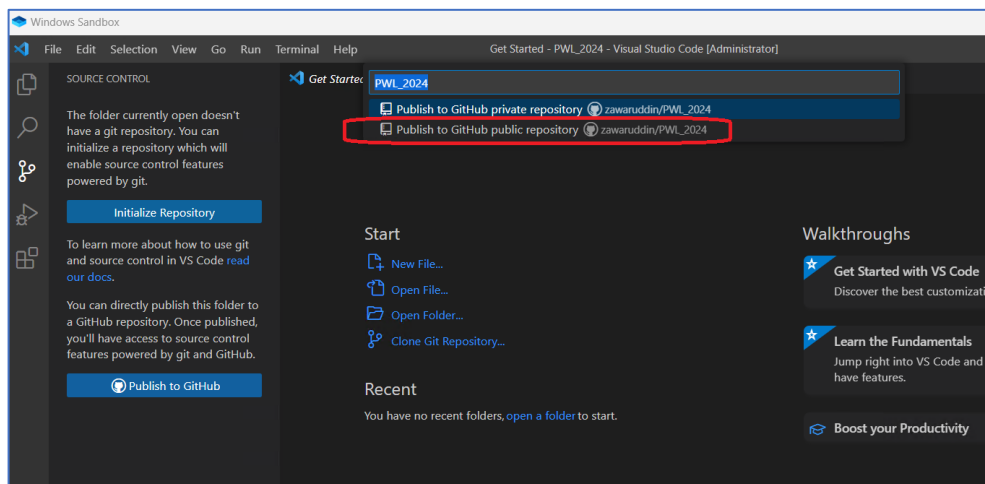 Windows Sandbox
File Edit Selection View Go Run Terminal Help
Get Started - PWL_2024 - Visual Studio Code [Administrator]
SOURCE CONTROL
Get Started
PWL_2024
Publish to GitHub private repository zawaruddin/PWL_2024
Publish to GitHub public repository zawaruddin/PWL_2024
The folder currently open doesn't
have a git repository. You can
initialize a repository which will
enable source control features
powered by git.
Initialize Repository
To learn more about how to use git
and source control in VS Code read
our docs.
You can directly publish this folder to
a GitHub repository. Once published,
you'll have access to source control
features powered by git and GitHub.
Publish to GitHub
Start
New File...
Open File...
Open Folder...
Clone Git Repository...
Recent
You have no recent folders, open a folder to start.
Walkthroughs
Get Started with VS Code
Discover the best customizati
Learn the Fundamentals
Jump right into VS Code and
have features.
Boost your Productivity